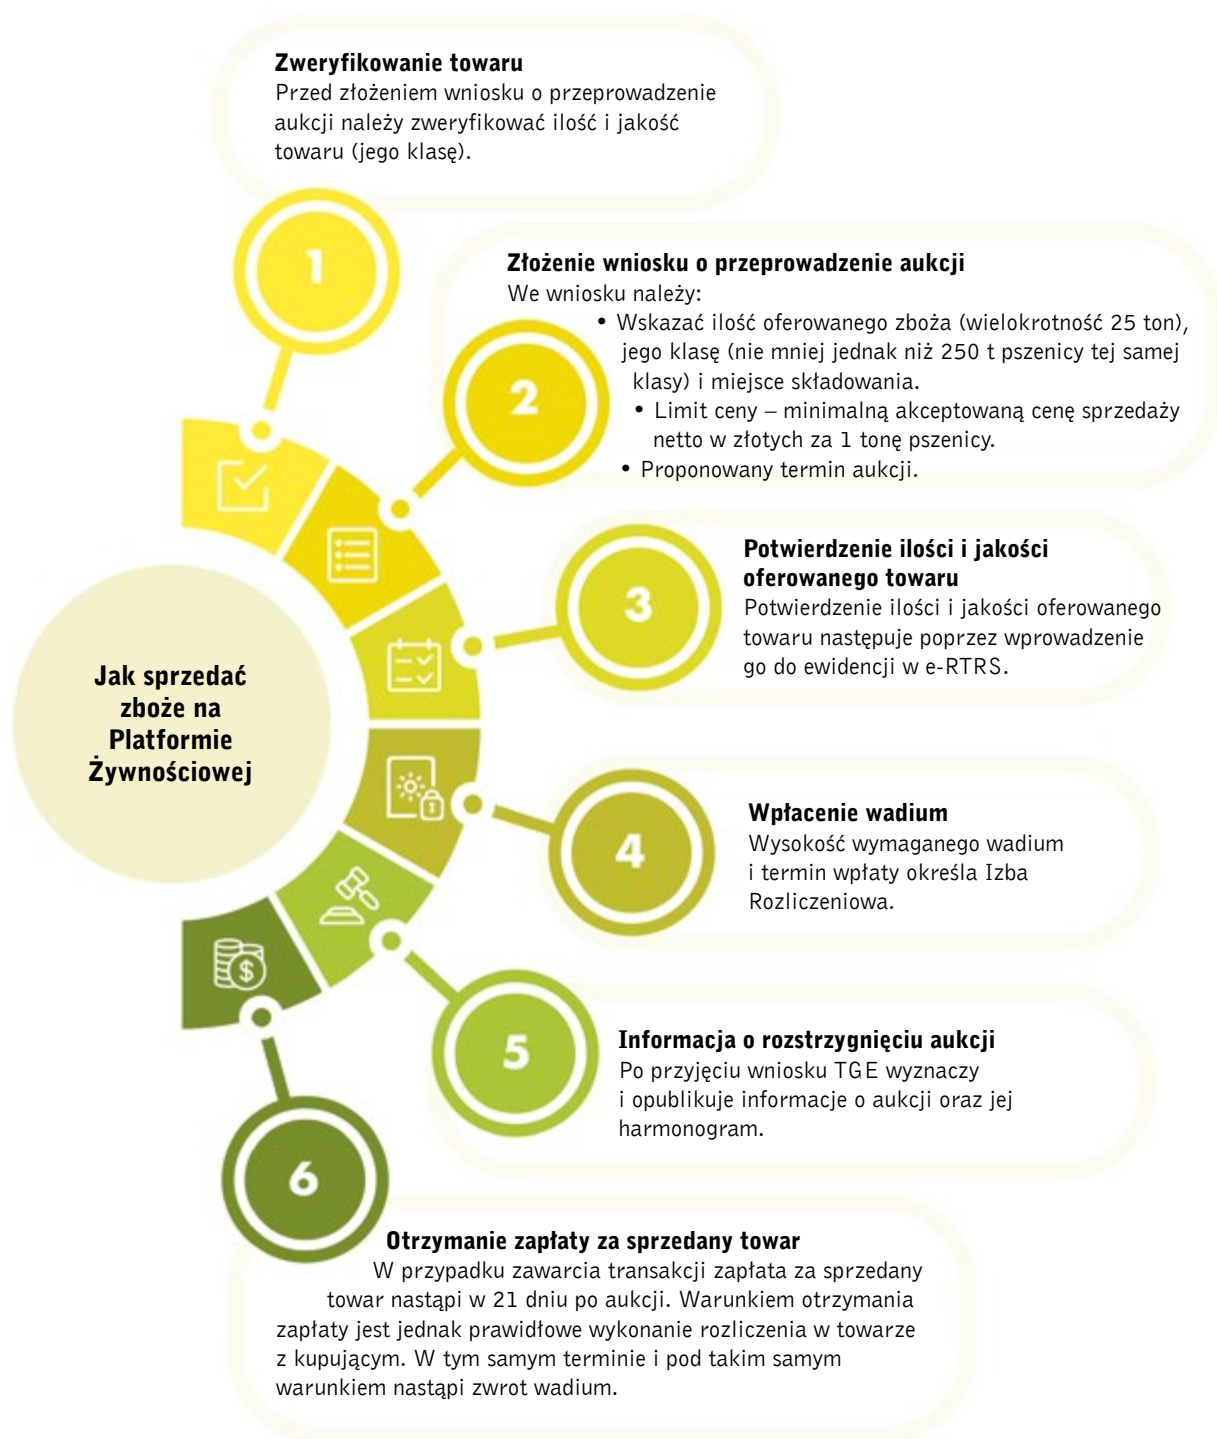 Zweryfikowanie towaru
Przed złożeniem wniosku o przeprowadzenie
aukcji należy zweryfikować ilość i jakość
towaru (jego klasę).
1
Złożenie wniosku o przeprowadzenie aukcji
We wniosku należy:
• Wskazać ilość oferowanego zboża (wielokrotność 25 ton),
jego klasę (nie mniej jednak niż 250 t pszenicy tej samej
klasy) i miejsce składowania.
• Limit ceny – minimalną akceptowaną cenę sprzedaży
netto w złotych za 1 tonę pszenicy.
• Proponowany termin aukcji.
2
Potwierdzenie ilości i jakości
oferowanego towaru
Potwierdzenie ilości i jakości oferowanego
towaru następuje poprzez wprowadzenie
go do ewidencji w e-RTRS.
3
Jak sprzedać
zboże na
Platformie
Żywnościowej
Wpłacenie wadium
Wysokość wymaganego wadium
i termin wpłaty określa Izba
Rozliczeniowa.
4
$
Informacja o rozstrzygnięciu aukcji
Po przyjęciu wniosku TGE wyznaczy
i opublikuje informacje o aukcji oraz jej
harmonogram.
5
6
Otrzymanie zapłaty za sprzedany towar
W przypadku zawarcia transakcji zapłata za sprzedany
towar nastąpi w 21 dniu po aukcji. Warunkiem otrzymania
zapłaty jest jednak prawidłowe wykonanie rozliczenia w towarze
z kupującym. W tym samym terminie i pod takim samym
warunkiem nastąpi zwrot wadium.